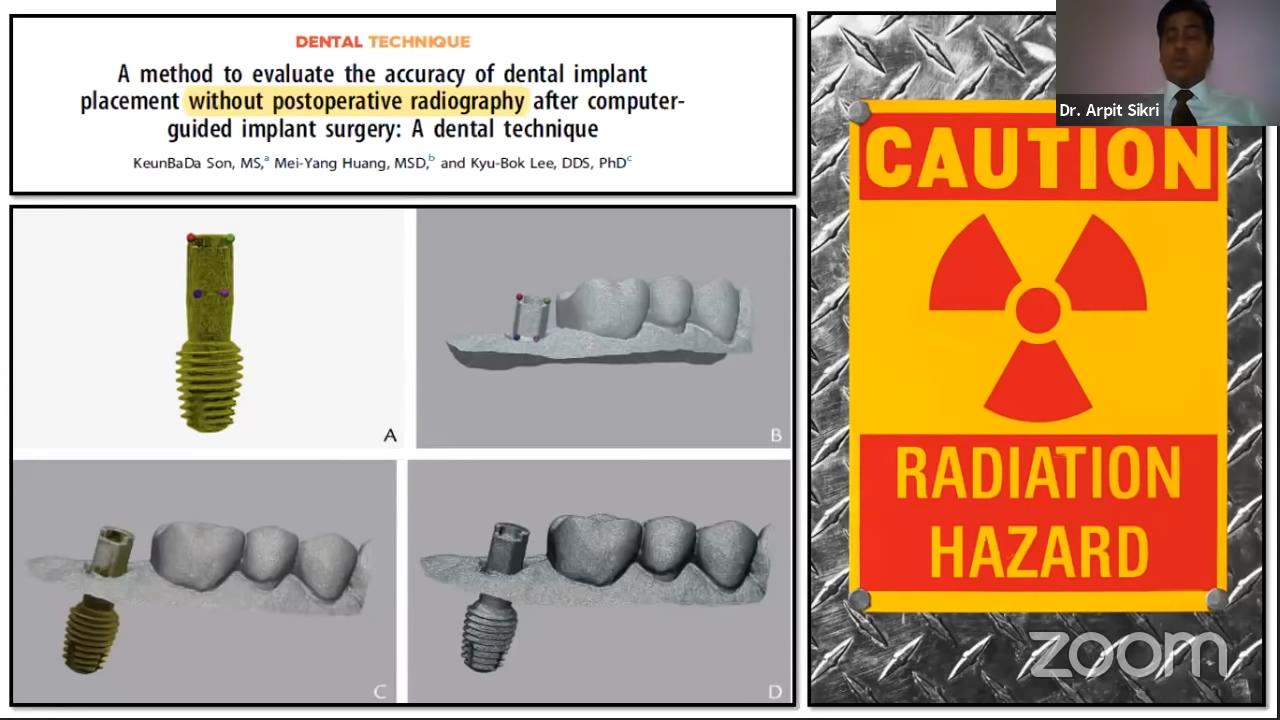 DENTAL TECHNIQUE
A method to evaluate the accuracy of dental implant
placement without postoperative radiography after computer-
guided implant surgery: A dental technique
KeunBaDa Son, MS,a Mei-Yang Huang, MSD,b and Kyu-Bok Lee, DDS, PhDc
A
B
C
D
Dr. Arpit Sikri
CAUTION
RADIATION
HAZARD
zoom